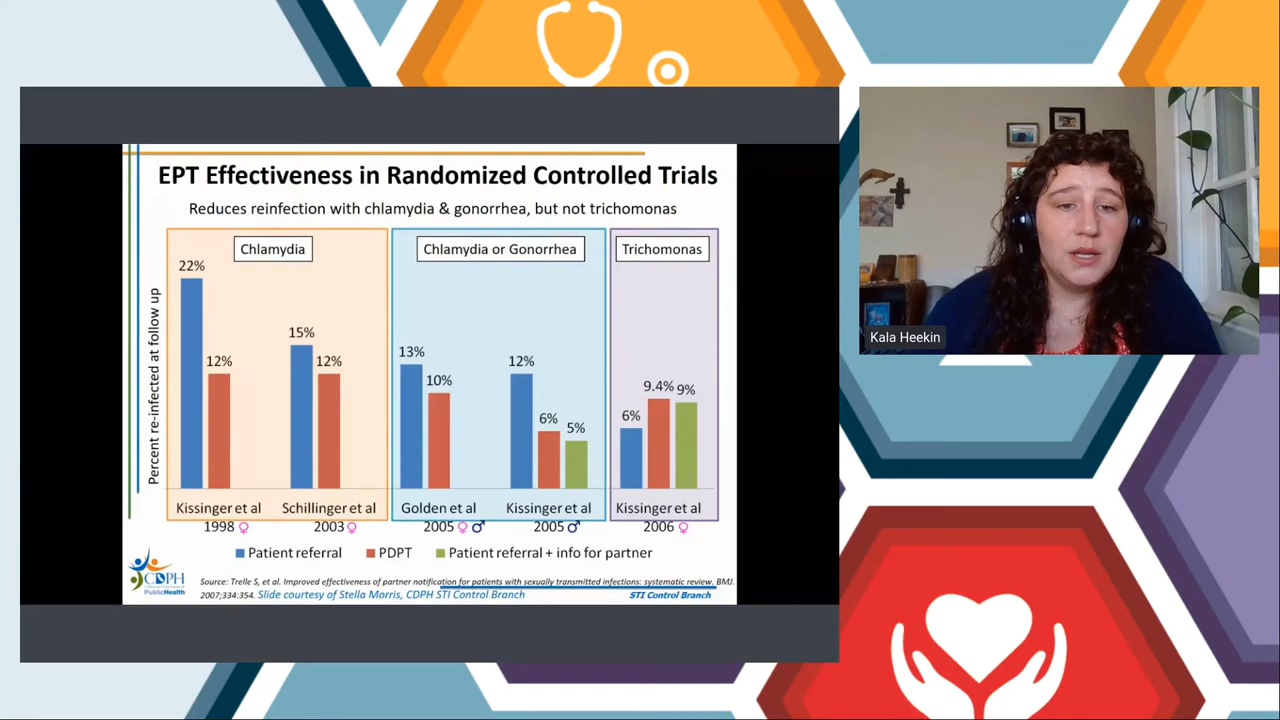 EPT Effectiveness in Randomized Controlled Trials
Reduces reinfection with chlamydia & gonorrhea, but not trichomonas
Percent re-infected at follow up
Chlamydia
22%
12%
15%
12%
Kissinger et al
1998 ♀
Schillinger et al
2003 ♀
Chlamydia or Gonorrhea
13%
10%
12%
6%
5%
Golden et al
2005 ♀ ♂
Kissinger et al
2005 ♂
Trichomonas
6%
9.4%
9%
Kissinger et al
2006 ♀
Patient referral
PDPT
Patient referral + info for partner
CDPH
PublicHealth
Source: Trelle S, et al. Improved effectiveness of partner notification for patients with sexually transmitted infections: systematic review. BMJ.
2007;334:354. Slide courtesy of Stella Morris, CDPH STI Control Branch
STI Control Branch
Kala Heekin